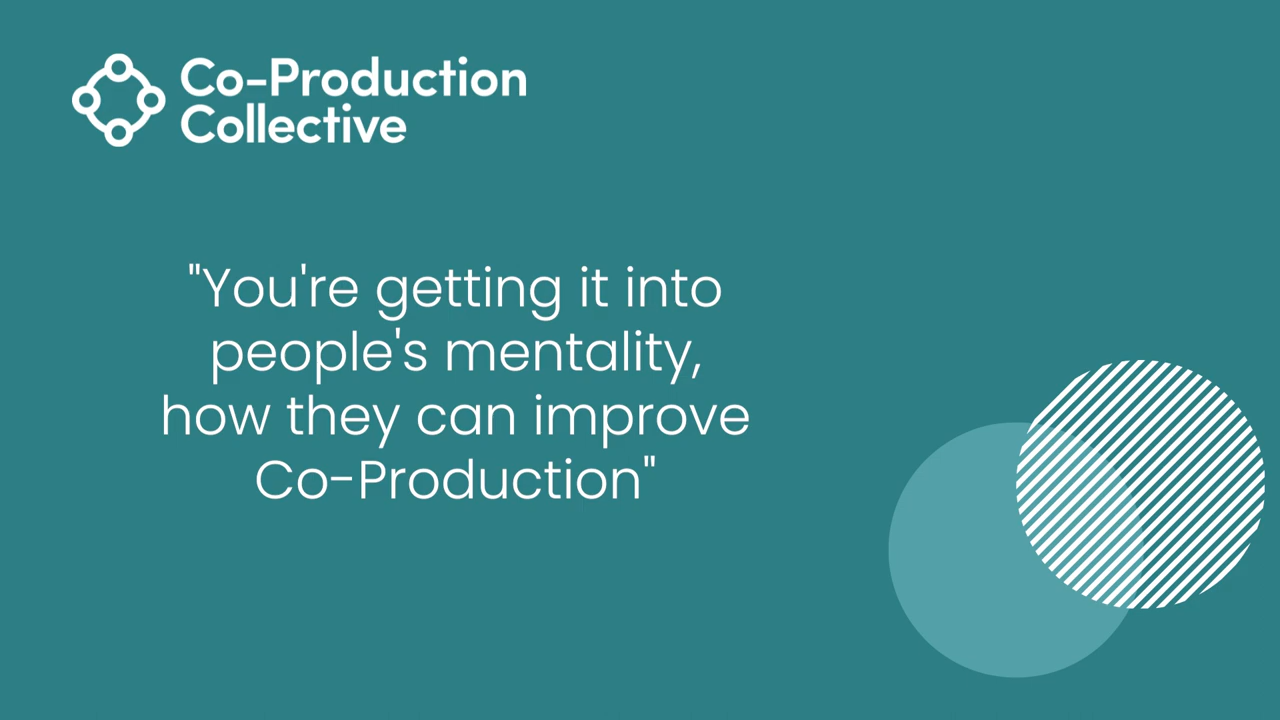 Co-Production
Collective
"You're getting it into
people's mentality,
how they can improve
Co-Production"